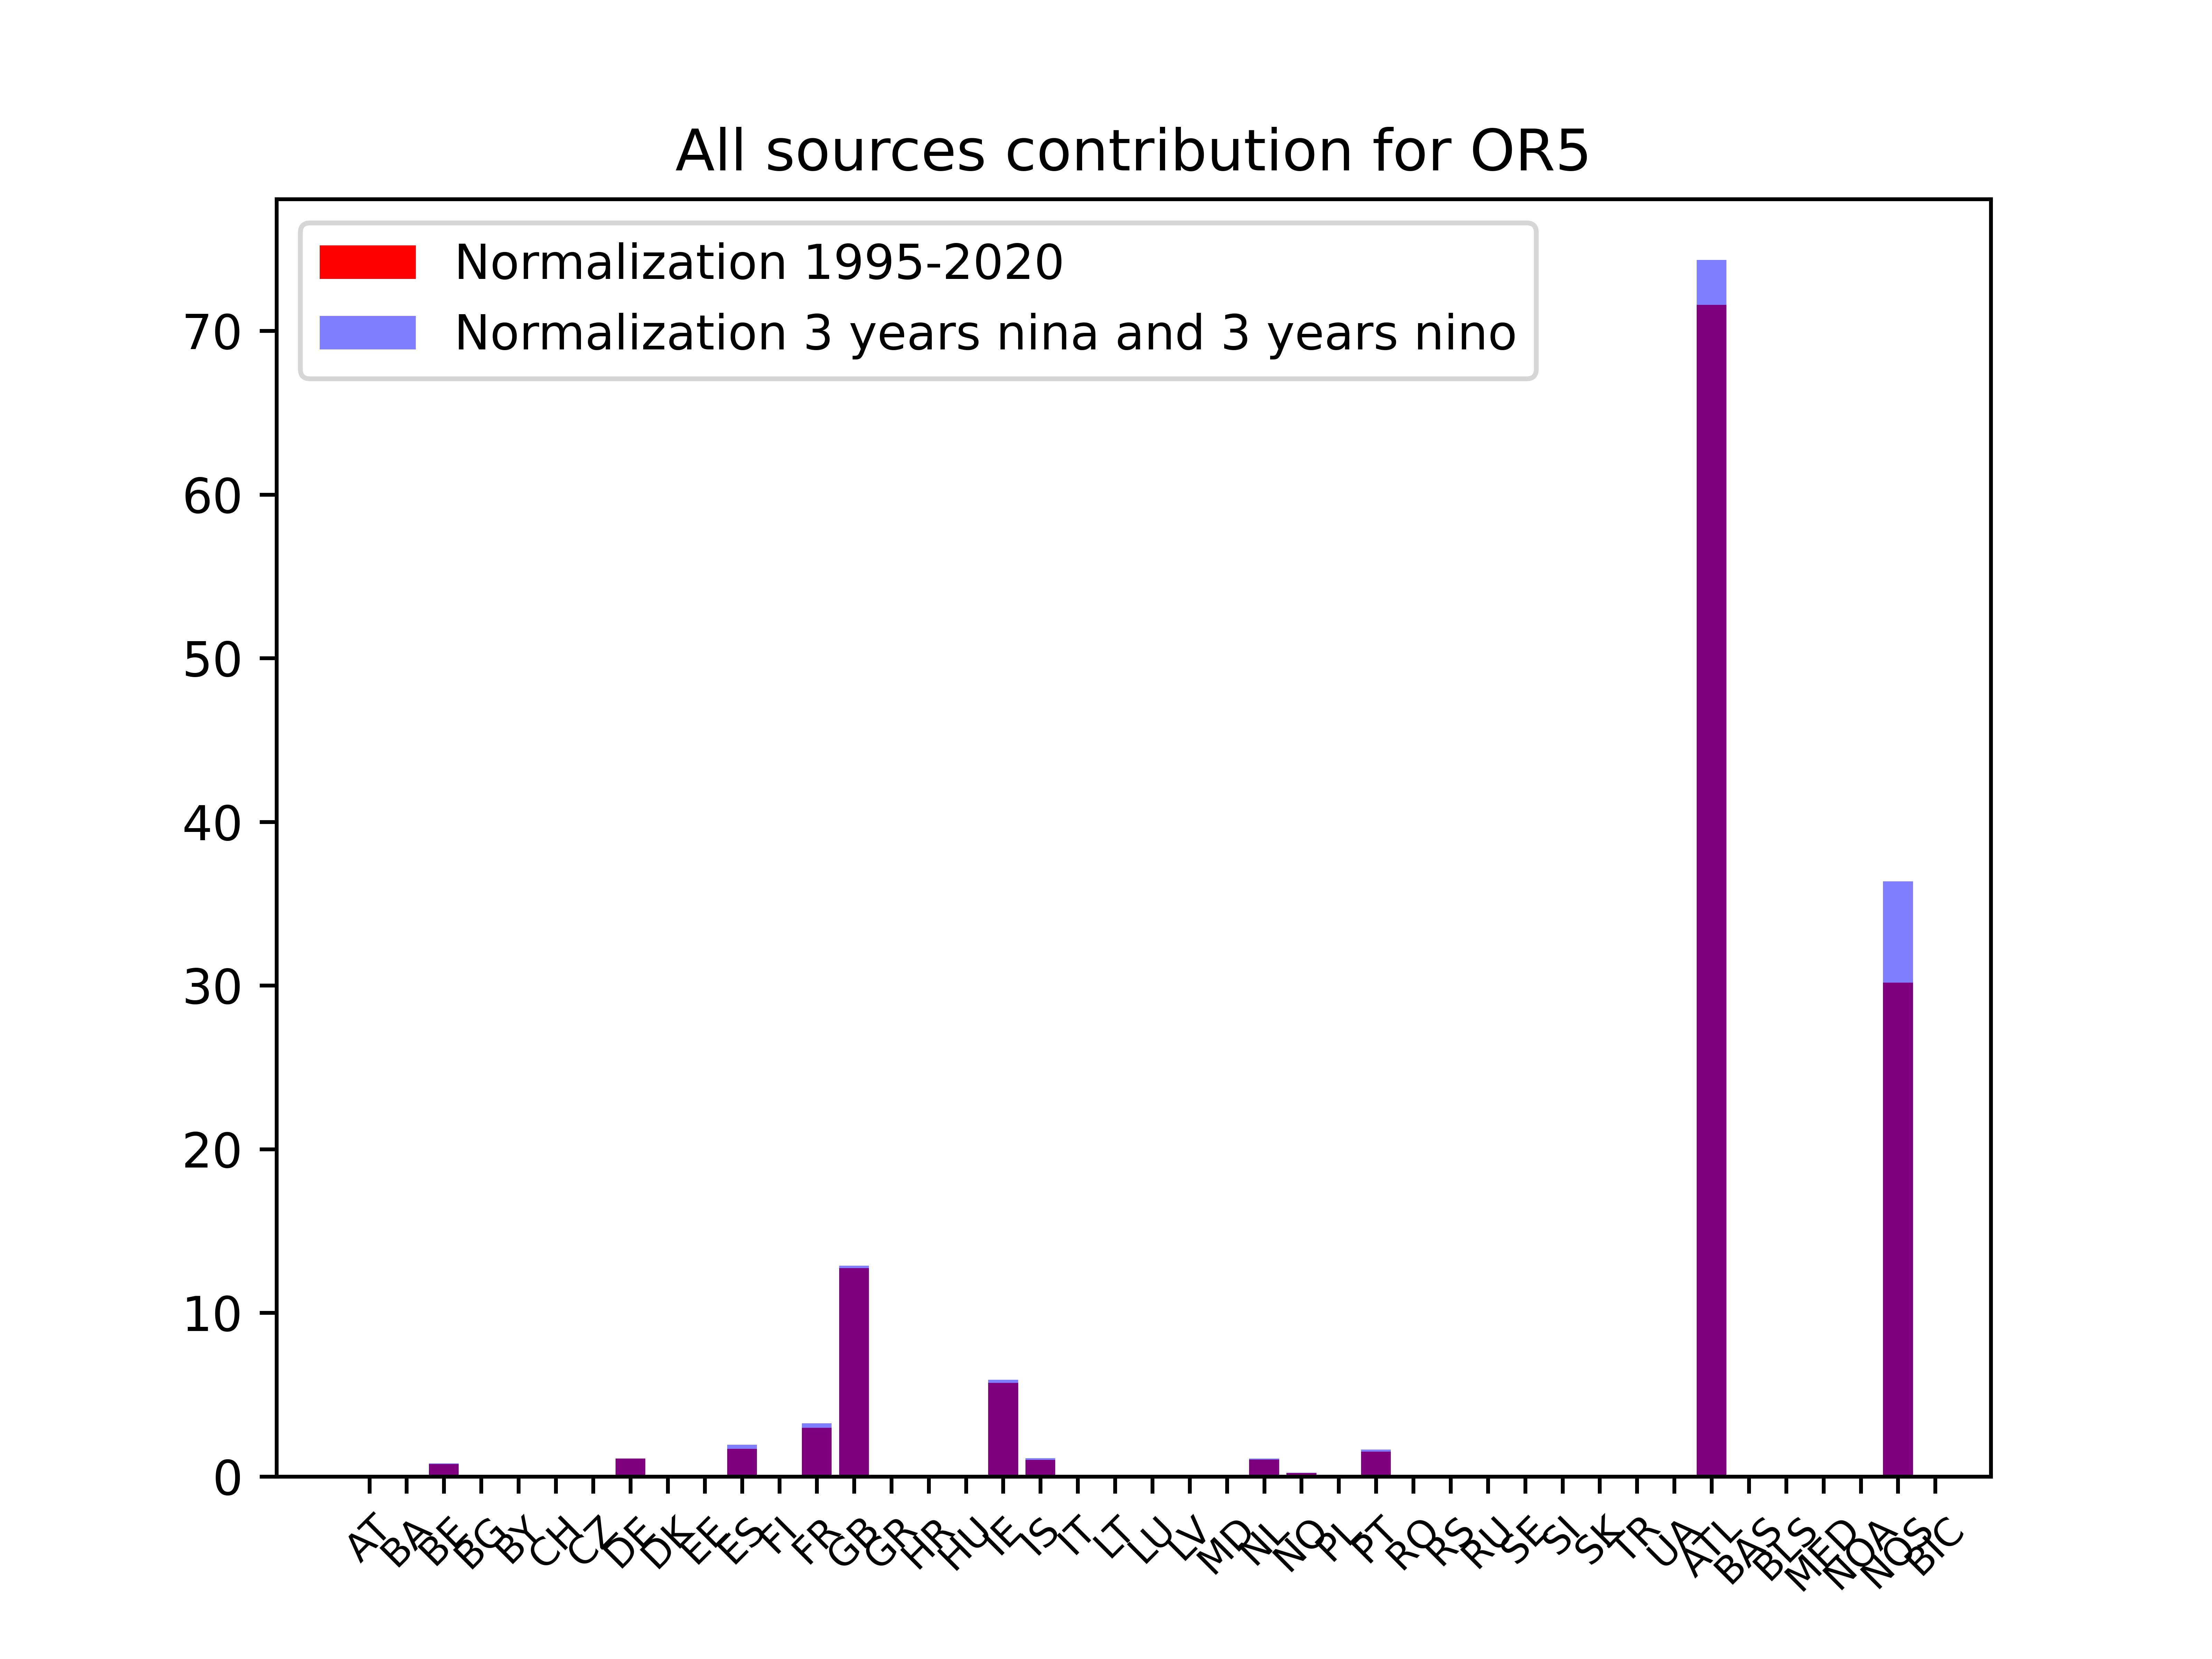 All sources contribution for OR5
Normalization 1995-2020
Normalization 3 years nina and 3 years nino
70
60
50
40
30
20
10
0
AT BA BE BG BY CH CZ DE DK EE ES FI FR GB GR HR HU IE IS IT LT LU LV MD NL NO PL PT RO RS RU SE SI SK TR UA ATL BAS BLS MED NOA NOS BIC